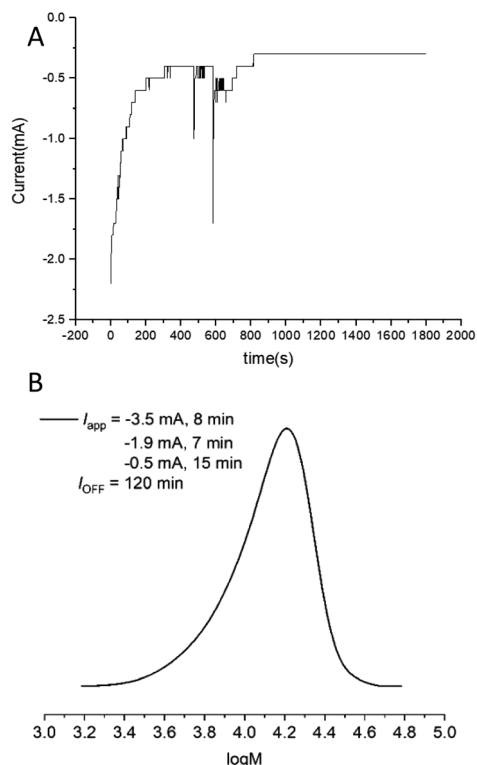 A
0.0
-0.5
-1.0
-1.5
-2.0
-2.5
Current(mA)
-200 0 200 400 600 800 1000 1200 1400 1600 1800 2000
time(s)
B
Iapp = -3.5 mA, 8 min
-1.9 mA, 7 min
-0.5 mA, 15 min
IOFF = 120 min
3.0 3.2 3.4 3.6 3.8 4.0 4.2 4.4 4.6 4.8 5.0
logM